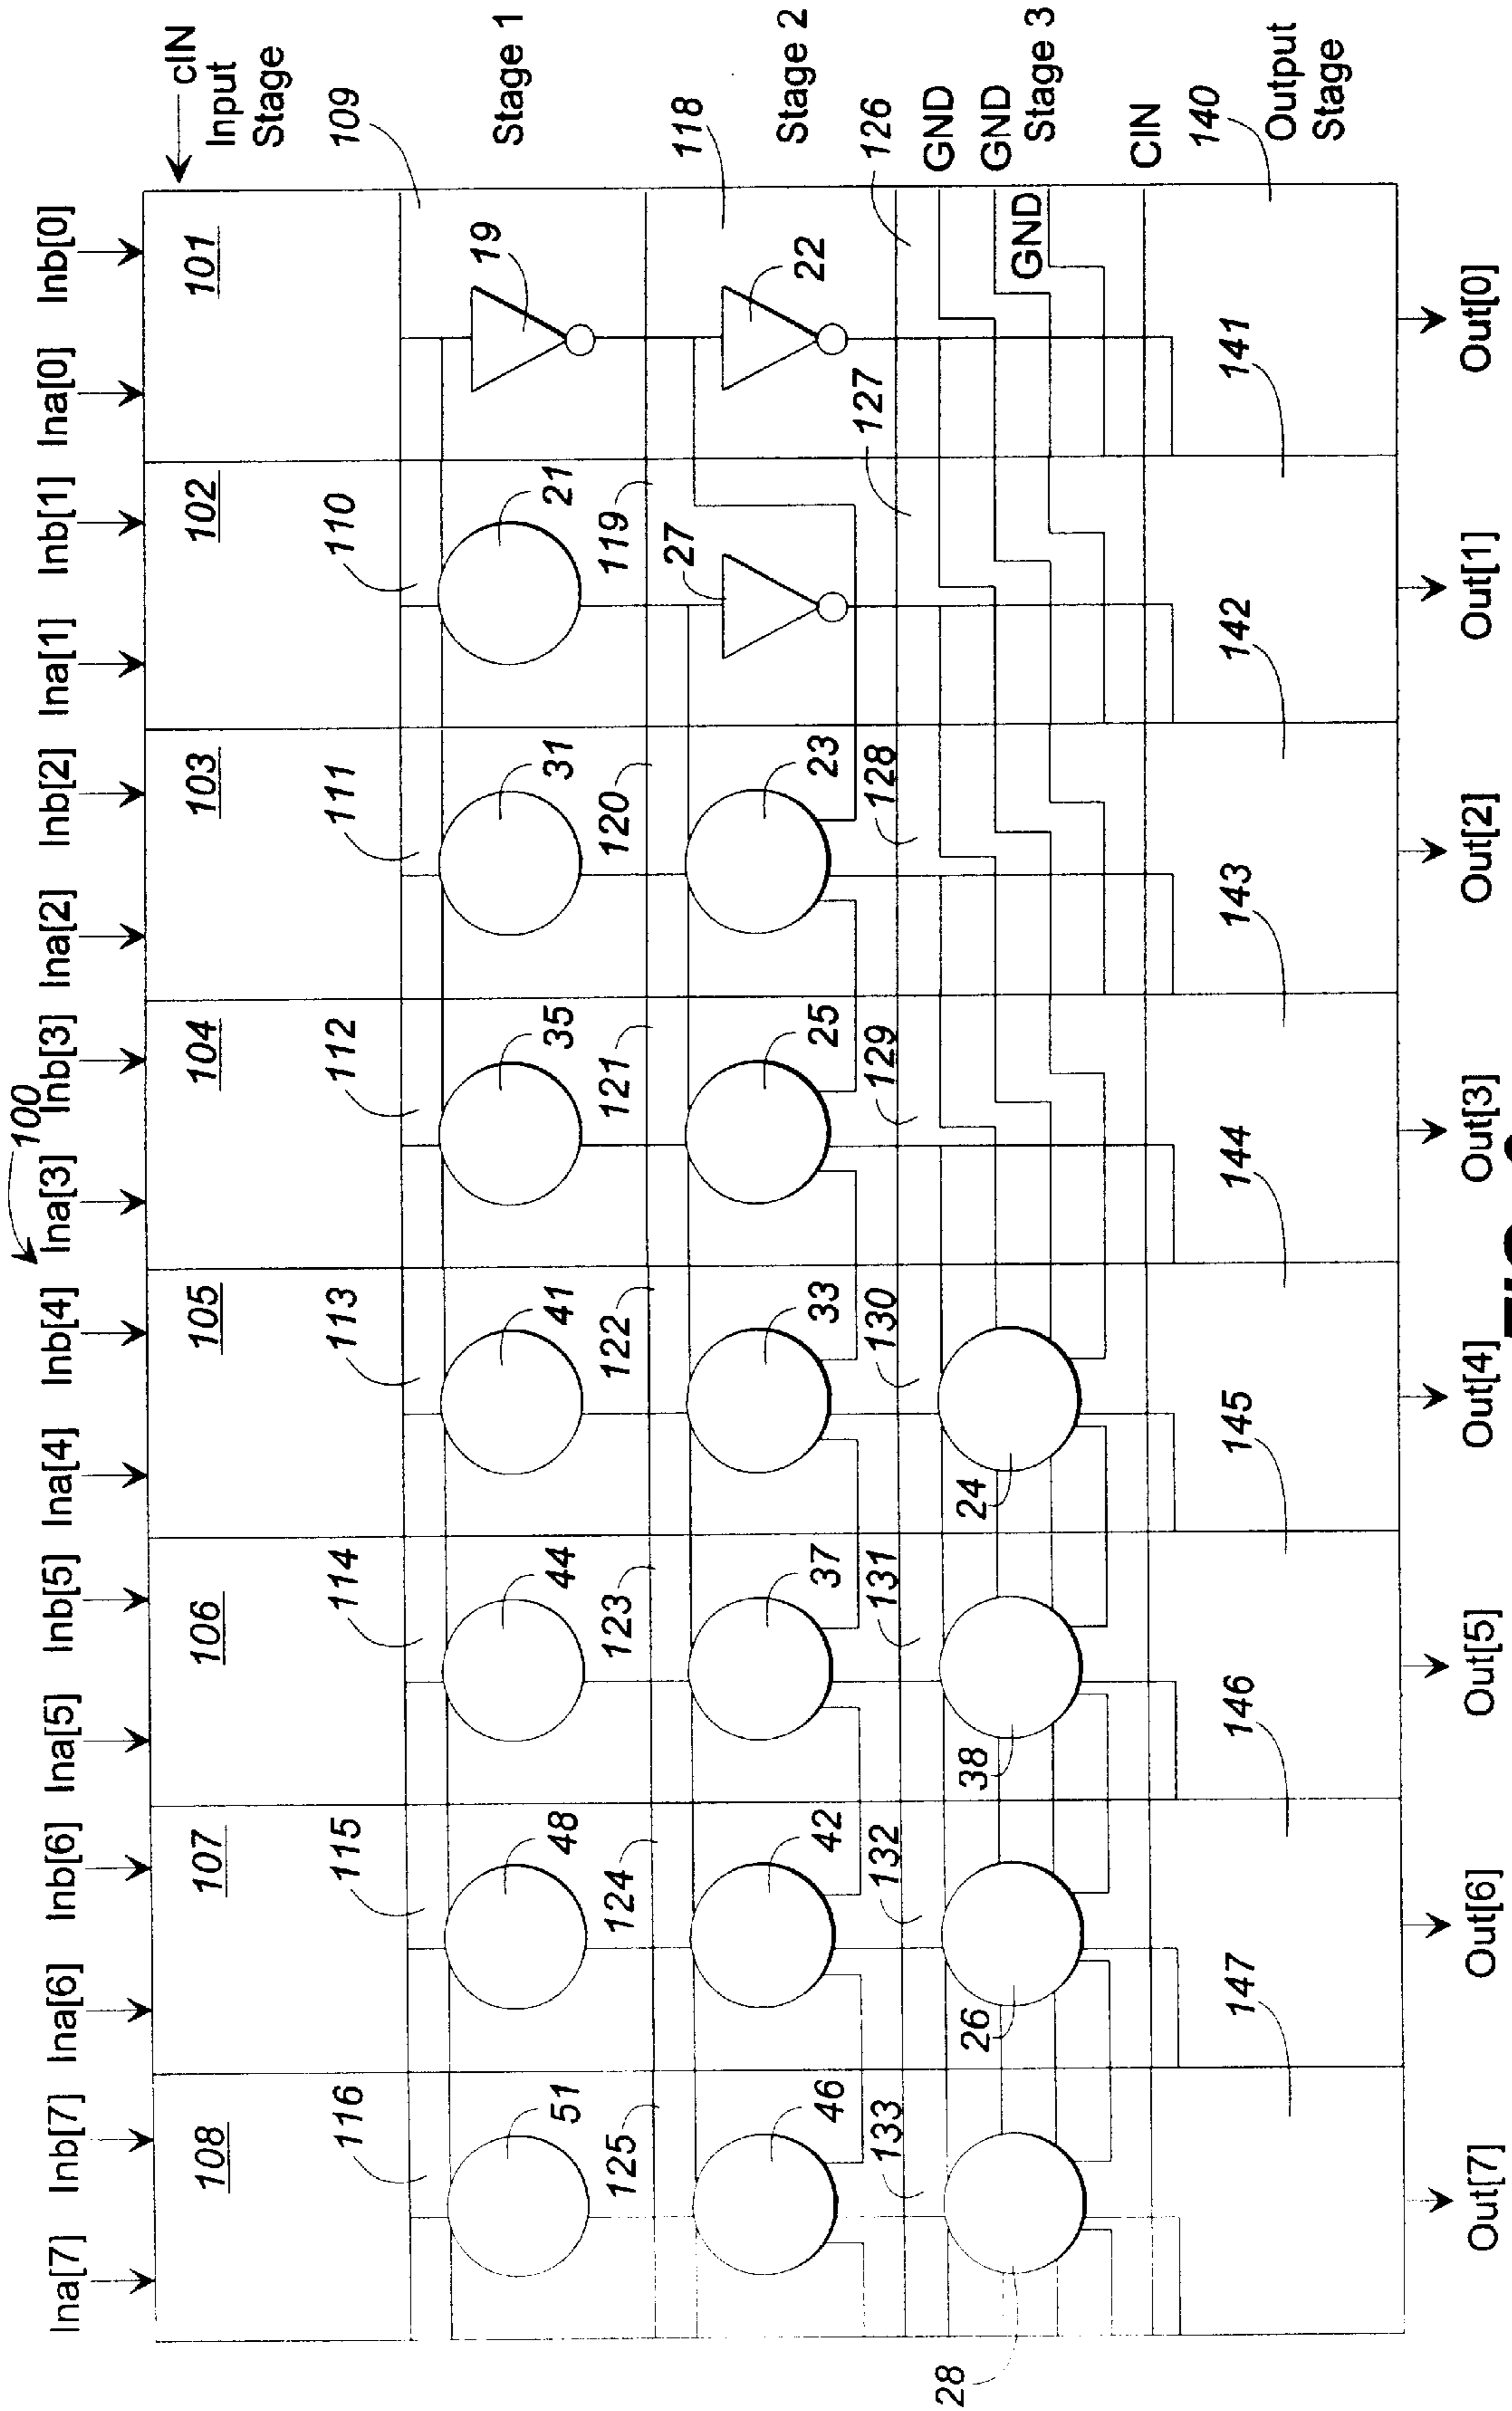 100
Ina[7] Inb[7] Ina[6] Inb[6] Ina[5] Inb[5] Ina[4] Inb[4] Ina[3] Inb[3] Ina[2] Inb[2] Ina[1] Inb[1] Ina[0] Inb[0]
cIN
108 107 106 105 104 103 102 101
Input
Stage
116 115 114 113 112 111 110 109
51 48 44 41 35 31 21 19
Stage 1
125 124 123 122 121 120 119 118
46 42 37 33 25 23 27 22
Stage 2
133 132 131 130 129 128 127 126
GND
GND
GND
28 26 38 24
Stage 3
CIN
147 146 145 144 143 142 141 140
Output
Stage
Out[7] Out[6] Out[5] Out[4] Out[3] Out[2] Out[1] Out[0]